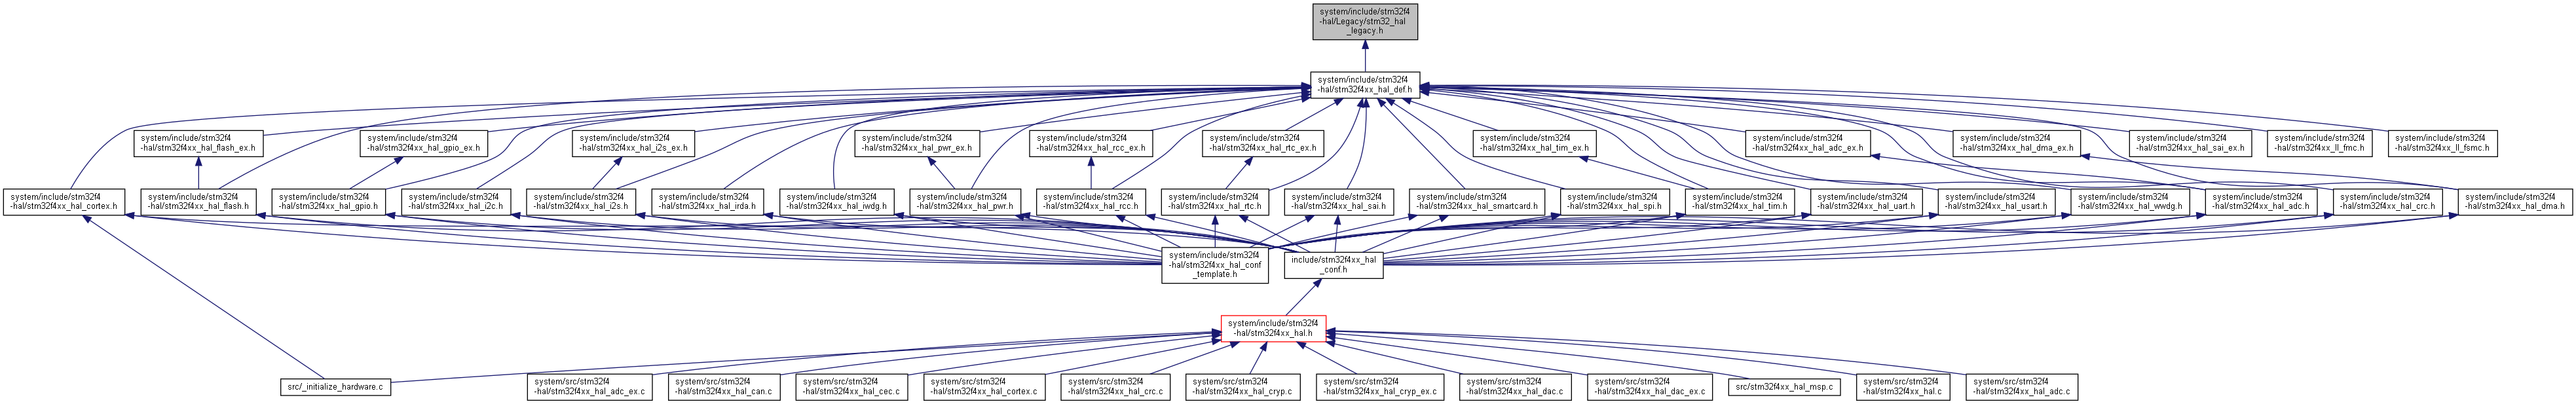 system/include/stm32f4
-hal/Legacy/stm32_hal
_legacy.h
system/include/stm32f4
-hal/stm32f4xx_hal_def.h
system/include/stm32f4
-hal/stm32f4xx_hal_flash_ex.h
system/include/stm32f4
-hal/stm32f4xx_hal_gpio_ex.h
system/include/stm32f4
-hal/stm32f4xx_hal_i2s_ex.h
system/include/stm32f4
-hal/stm32f4xx_hal_pwr_ex.h
system/include/stm32f4
-hal/stm32f4xx_hal_rcc_ex.h
system/include/stm32f4
-hal/stm32f4xx_hal_rtc_ex.h
system/include/stm32f4
-hal/stm32f4xx_hal_tim_ex.h
system/include/stm32f4
-hal/stm32f4xx_hal_adc_ex.h
system/include/stm32f4
-hal/stm32f4xx_hal_dma_ex.h
system/include/stm32f4
-hal/stm32f4xx_hal_sai_ex.h
system/include/stm32f4
-hal/stm32f4xx_ll_fmc.h
system/include/stm32f4
-hal/stm32f4xx_ll_fsmc.h
system/include/stm32f4
-hal/stm32f4xx_hal_cortex.h
system/include/stm32f4
-hal/stm32f4xx_hal_flash.h
system/include/stm32f4
-hal/stm32f4xx_hal_gpio.h
system/include/stm32f4
-hal/stm32f4xx_hal_i2c.h
system/include/stm32f4
-hal/stm32f4xx_hal_i2s.h
system/include/stm32f4
-hal/stm32f4xx_hal_irda.h
system/include/stm32f4
-hal/stm32f4xx_hal_iwdg.h
system/include/stm32f4
-hal/stm32f4xx_hal_pwr.h
system/include/stm32f4
-hal/stm32f4xx_hal_rcc.h
system/include/stm32f4
-hal/stm32f4xx_hal_rtc.h
system/include/stm32f4
-hal/stm32f4xx_hal_sai.h
system/include/stm32f4
-hal/stm32f4xx_hal_smartcard.h
system/include/stm32f4
-hal/stm32f4xx_hal_spi.h
system/include/stm32f4
-hal/stm32f4xx_hal_tim.h
system/include/stm32f4
-hal/stm32f4xx_hal_uart.h
system/include/stm32f4
-hal/stm32f4xx_hal_usart.h
system/include/stm32f4
-hal/stm32f4xx_hal_wwdg.h
system/include/stm32f4
-hal/stm32f4xx_hal_adc.h
system/include/stm32f4
-hal/stm32f4xx_hal_crc.h
system/include/stm32f4
-hal/stm32f4xx_hal_dma.h
system/include/stm32f4
-hal/stm32f4xx_hal_conf
_template.h
include/stm32f4xx_hal
_conf.h
system/include/stm32f4
-hal/stm32f4xx_hal.h
src/_initialize_hardware.c
system/src/stm32f4
-hal/stm32f4xx_hal_adc_ex.c
system/src/stm32f4
-hal/stm32f4xx_hal_can.c
system/src/stm32f4
-hal/stm32f4xx_hal_cec.c
system/src/stm32f4
-hal/stm32f4xx_hal_cortex.c
system/src/stm32f4
-hal/stm32f4xx_hal_crc.c
system/src/stm32f4
-hal/stm32f4xx_hal_cryp.c
system/src/stm32f4
-hal/stm32f4xx_hal_cryp_ex.c
system/src/stm32f4
-hal/stm32f4xx_hal_dac.c
system/src/stm32f4
-hal/stm32f4xx_hal_dac_ex.c
src/stm32f4xx_hal_msp.c
system/src/stm32f4
-hal/stm32f4xx_hal.c
system/src/stm32f4
-hal/stm32f4xx_hal_adc.c